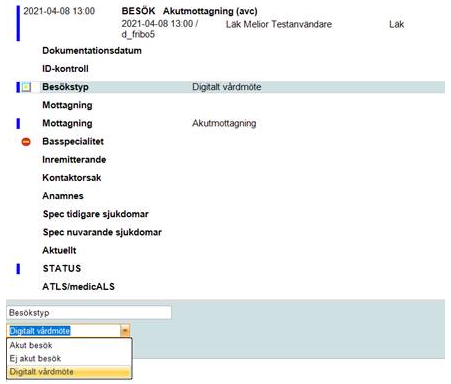 2021-04-08 13:00 BESÖK Akutmottagning (avc)
2021-04-08 13:00 / Läk Melior Testanvändare Läk
d_fribo5
Dokumentationsdatum
ID-kontroll
Besökstyp Digitalt vårdmöte
Mottagning
Mottagning Akutmottagning
Basspecialitet
Inremitterande
Kontaktorsak
Anamnes
Spec tidigare sjukdomar
Spec nuvarande sjukdomar
Aktuellt
STATUS
ATLS/medicALS
Besökstyp
Digitalt vårdmöte
Akut besök
Ej akut besök
Digitalt vårdmöte